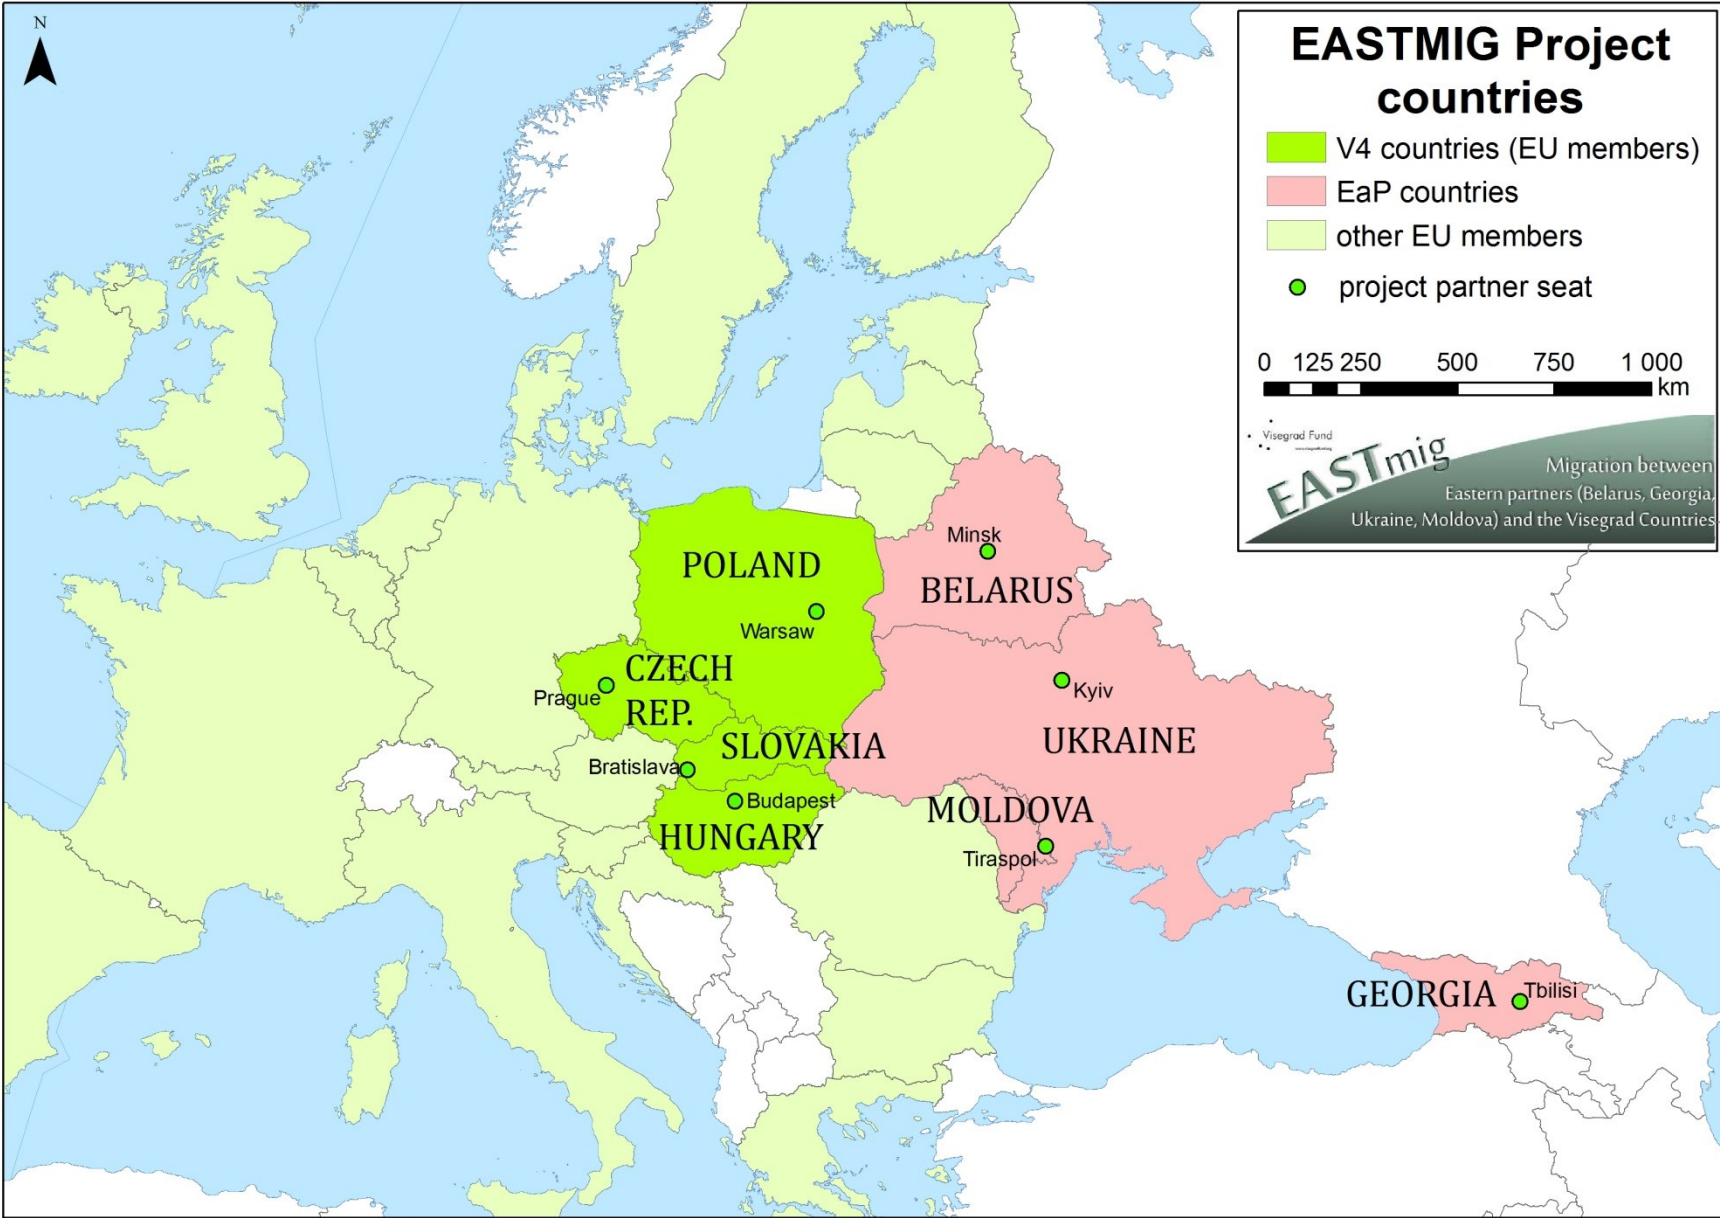 N
EASTMIG Project
countries
V4 countries (EU members)
EaP countries
other EU members
project partner seat
0 125 250 500 750 1 000
km
Visegrad Fund
EASTmig
Migration between
Eastern partners (Belarus, Georgia,
Ukraine, Moldova) and the Visegrad Countries
Minsk
BELARUS
POLAND
Warsaw
CZECH
REP.
Prague
Kyiv
UKRAINE
SLOVAKIA
Bratislava
Budapest
HUNGARY
MOLDOVA
Tiraspol
GEORGIA
Tbilisi